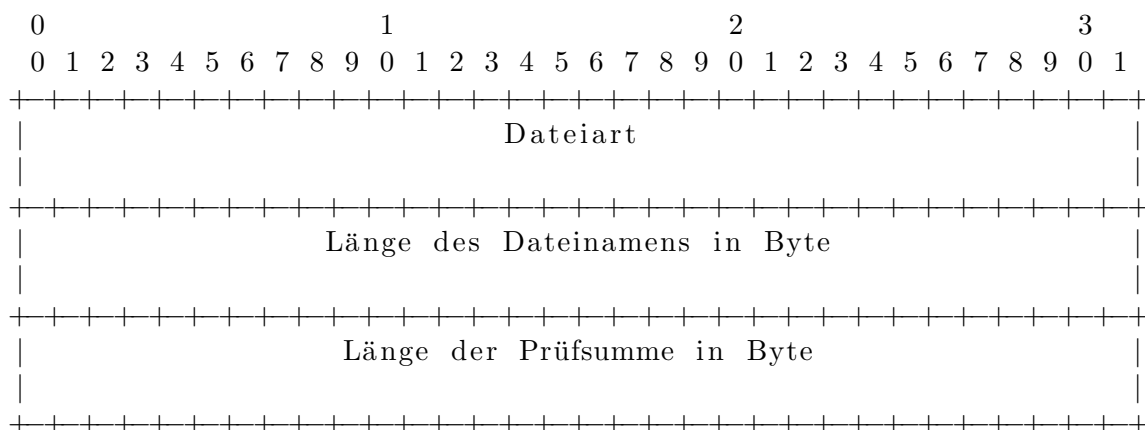 0 1 2 3
0 1 2 3 4 5 6 7 8 9 0 1 2 3 4 5 6 7 8 9 0 1 2 3 4 5 6 7 8 9 0 1
Dateiart
Länge des Dateinamens in Byte
Länge der Prüfsumme in Byte